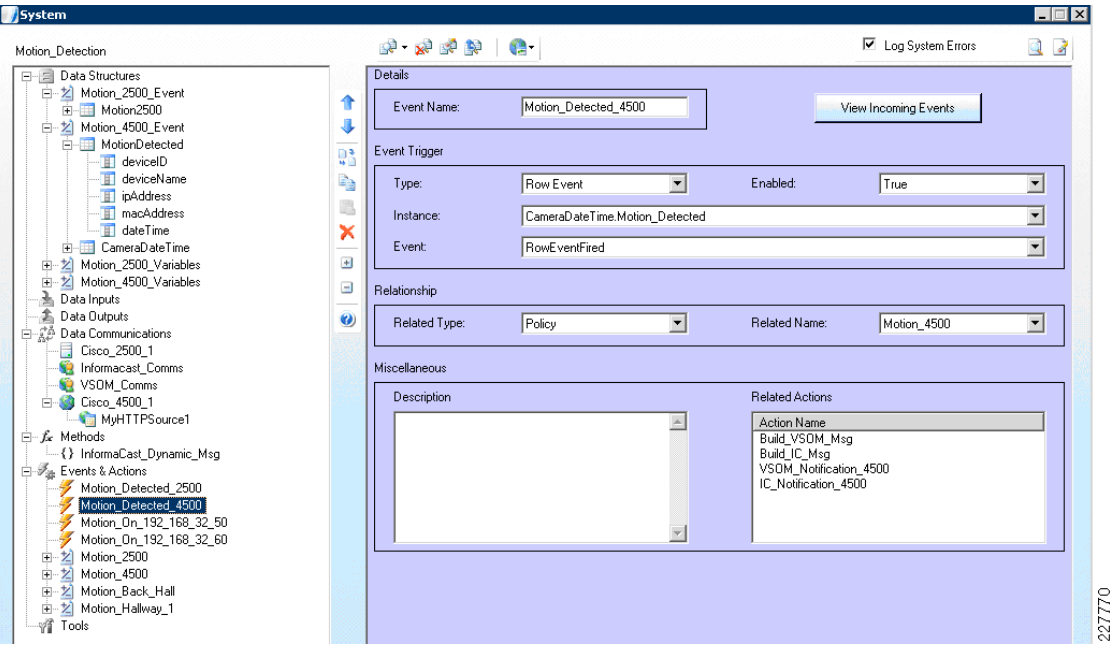 System
Motion_Detection
Log System Errors
Data Structures
Motion_2500_Event
Motion2500
Motion_4500_Event
MotionDetected
deviceID
deviceName
ipAddress
macAddress
dateTime
CameraDateTime
Motion_2500_Variables
Motion_4500_Variables
Data Inputs
Data Outputs
Data Communications
Cisco_2500_1
Informacast_Comms
VSOM_Comms
Cisco_4500_1
MyHTTPSource1
Methods
InformaCast_Dynamic_Msg
Events & Actions
Motion_Detected_2500
Motion_Detected_4500
Motion_On_192_168_32_50
Motion_On_192_168_32_60
Motion_2500
Motion_4500
Motion_Back_Hall
Motion_Hallway_1
Tools
Details
Event Name: Motion_Detected_4500
View Incoming Events
Event Trigger
Type: Row Event Enabled: True
Instance: CameraDateTime.Motion_Detected
Event: RowEventFired
Relationship
Related Type: Policy Related Name: Motion_4500
Miscellaneous
Description
Related Actions
Action Name
Build_VSOM_Msg
Build_IC_Msg
VSOM_Notification_4500
IC_Notification_4500
227770